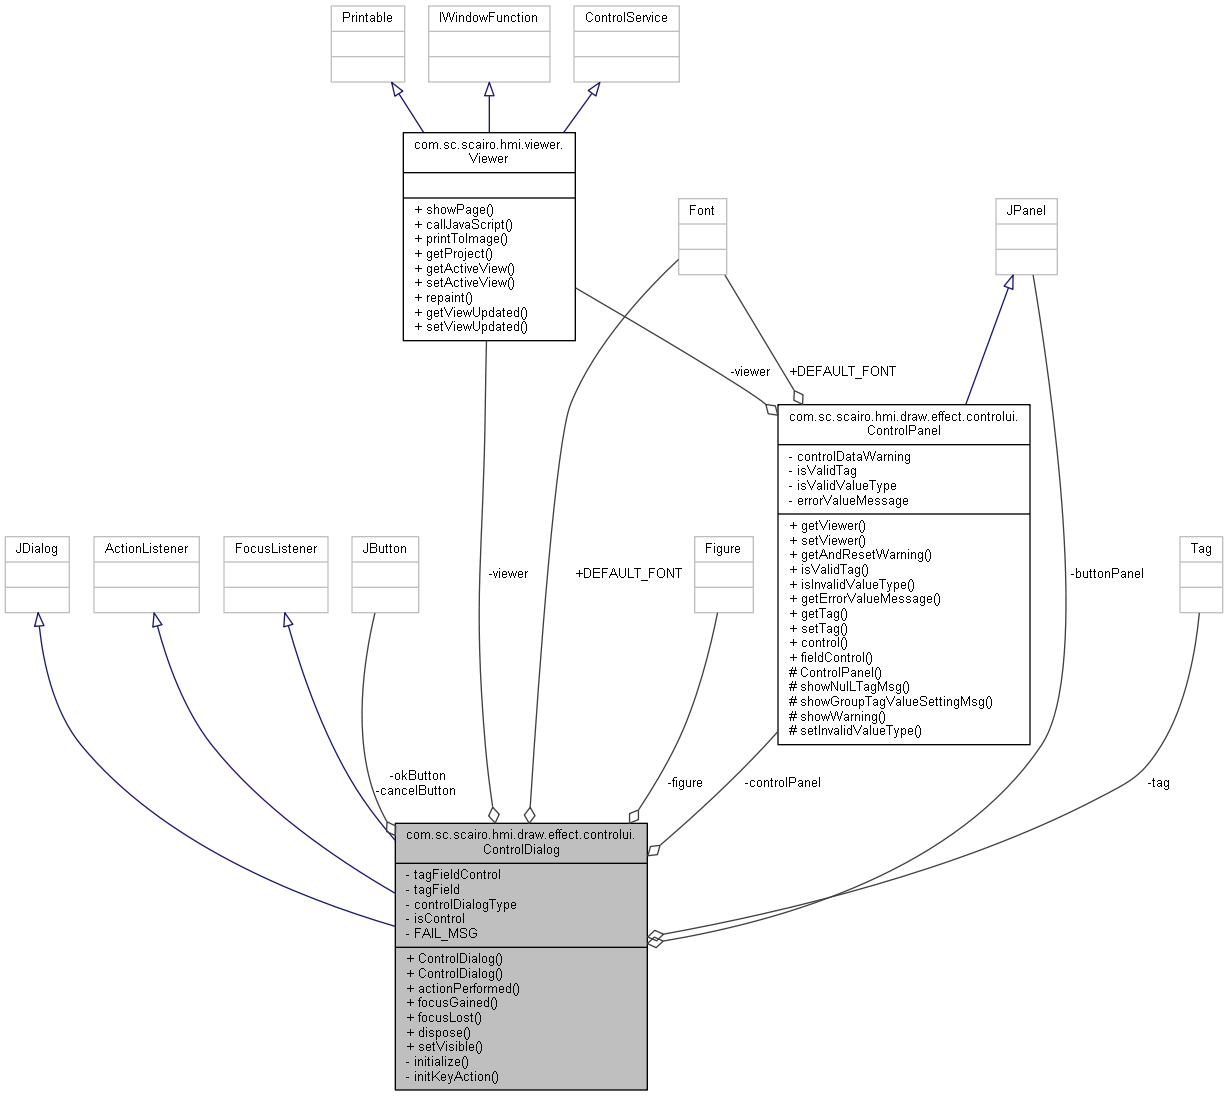 Printable
IWindowFunction
ControlService
com.sc.scairo.hmi.viewer.
Viewer
+ showPage()
+ callJavaScript()
+ printToImage()
+ getProject()
+ getActiveView()
+ setActiveView()
+ repaint()
+ getViewUpdated()
+ setViewUpdated()
Font
JPanel
-viewer
+DEFAULT_FONT
com.sc.scairo.hmi.draw.effect.controlui.
ControlPanel
- controlDataWarning
- isValidTag
- isValidValueType
- errorValueMessage
+ getViewer()
+ setViewer()
+ getAndResetWarning()
+ isValidTag()
+ isInvalidValueType()
+ getErrorValueMessage()
+ getTag()
+ setTag()
+ control()
+ fieldControl()
# ControlPanel()
# showNulLTagMsg()
# showGroupTagValueSettingMsg()
# showWarning()
# setInvalidValueType()
JDialog
ActionListener
FocusListener
JButton
Figure
Tag
-viewer
+DEFAULT_FONT
-buttonPanel
-okButton
-cancelButton
-figure
-controlPanel
-tag
com.sc.scairo.hmi.draw.effect.controlui.
ControlDialog
- tagFieldControl
- tagField
- controlDialogType
- isControl
- FAIL_MSG
+ ControlDialog()
+ ControlDialog()
+ actionPerformed()
+ focusGained()
+ focusLost()
+ dispose()
+ setVisible()
- initialize()
- initKeyAction()